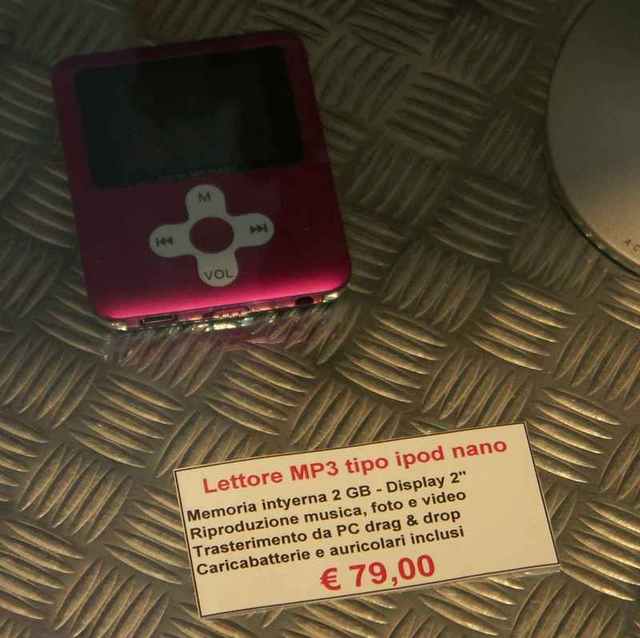 M
VOL
Lettore MP3 tipo ipod nano
Memoria intyerna 2 GB - Display 2"
Riproduzione musica, foto e video
Trasterimento da PC drag & drop
Caricabatterie e auricolari inclusi
€ 79,00